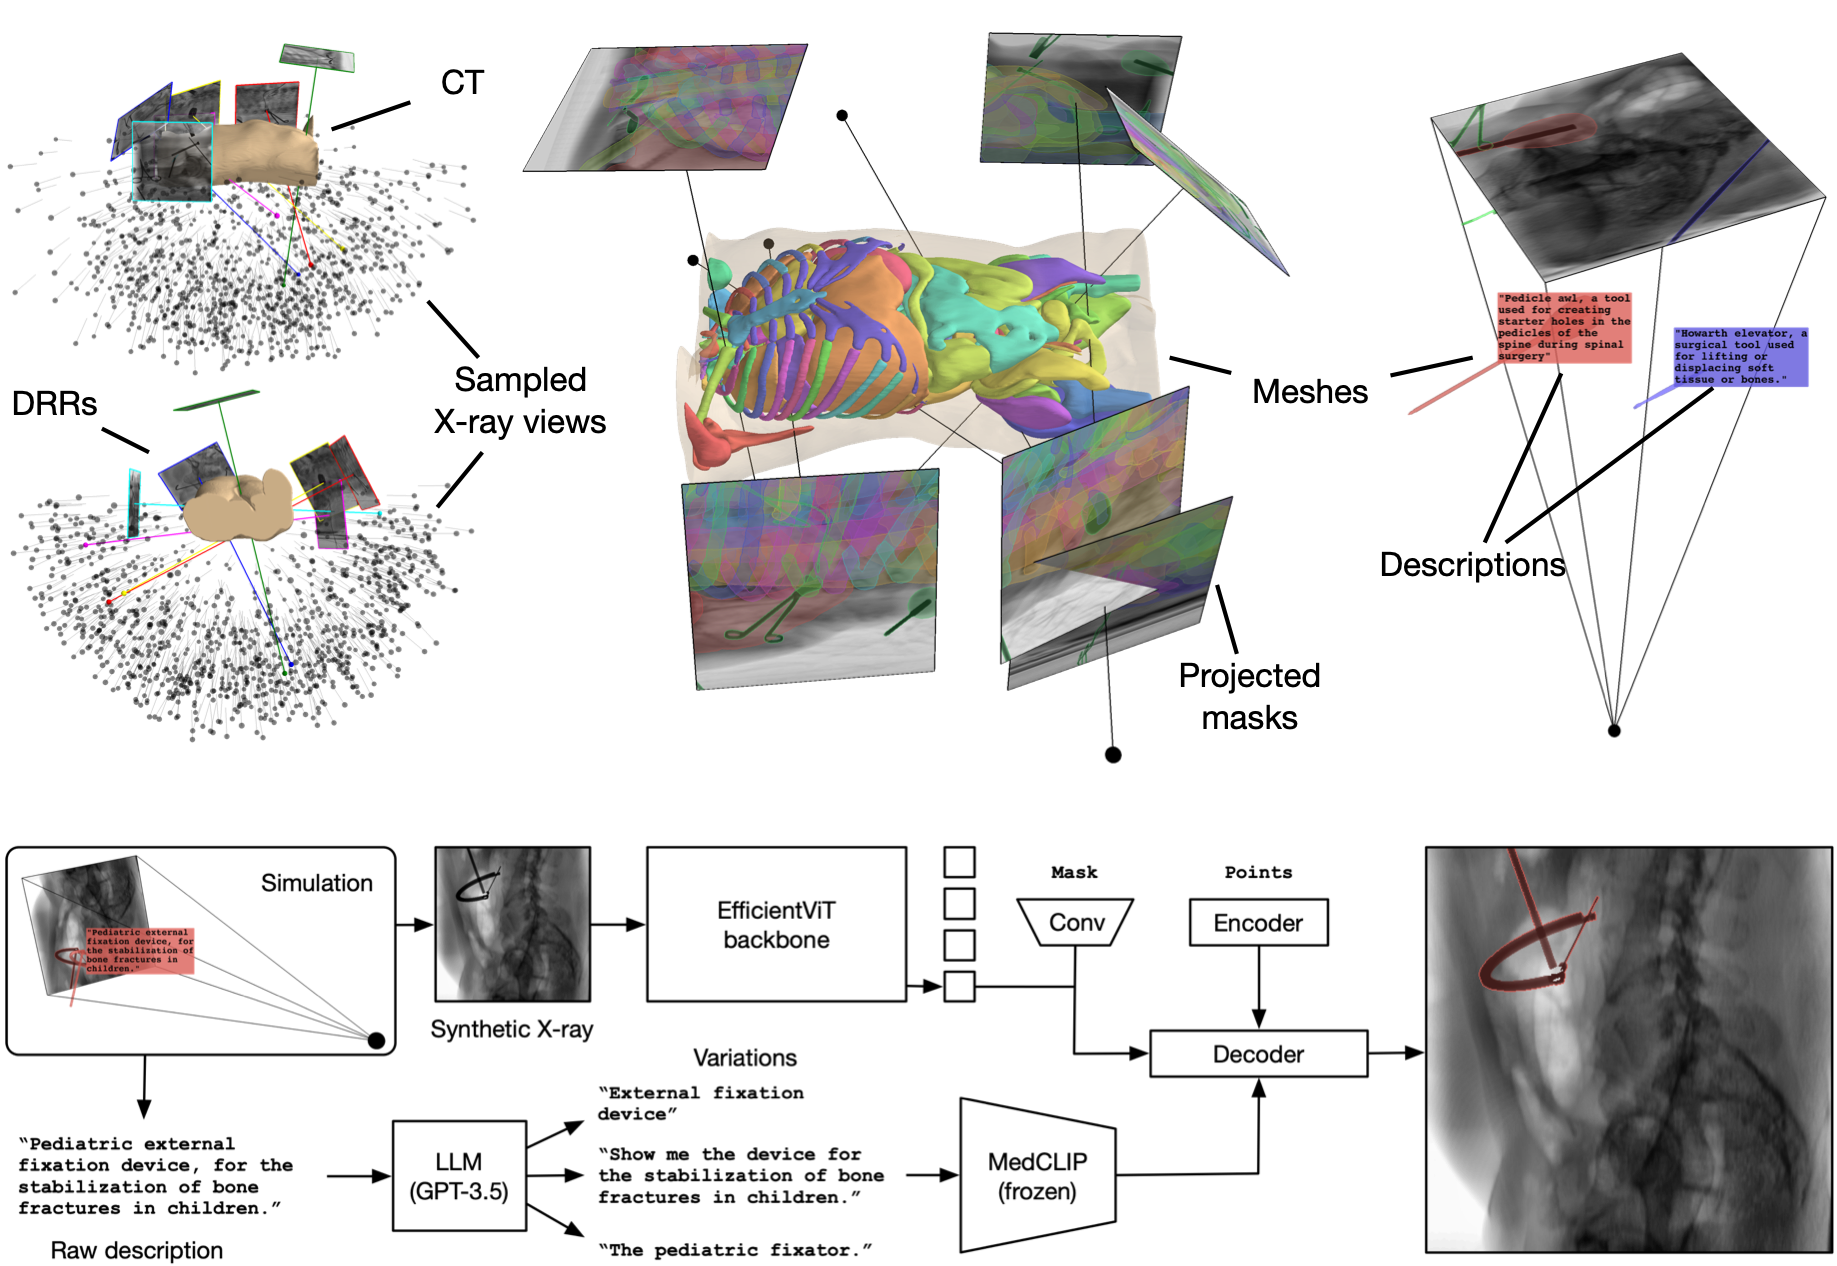 CT
DRRs
Sampled
X-ray views
Meshes
Projected
masks
"Pedicle awl, a tool
used for creating
starter holes in the
pedicles of the
spine during spinal
surgery"
"Howarth elevator, a
surgical tool used
for lifting or
displacing soft
tissue or bones."
Descriptions
Simulation
"Pediatric external
fixation device, for
the stabilization of
bone fractures in
children."
Synthetic X-ray
EfficientViT
backbone
Mask
Conv
Points
Encoder
Decoder
“Pediatric external
fixation device, for the
stabilization of bone
fractures in children.”
Raw description
LLM
(GPT-3.5)
Variations
“External fixation
device”
“Show me the device for
the stabilization of bone
fractures in children.”
“The pediatric fixator.”
MedCLIP
(frozen)